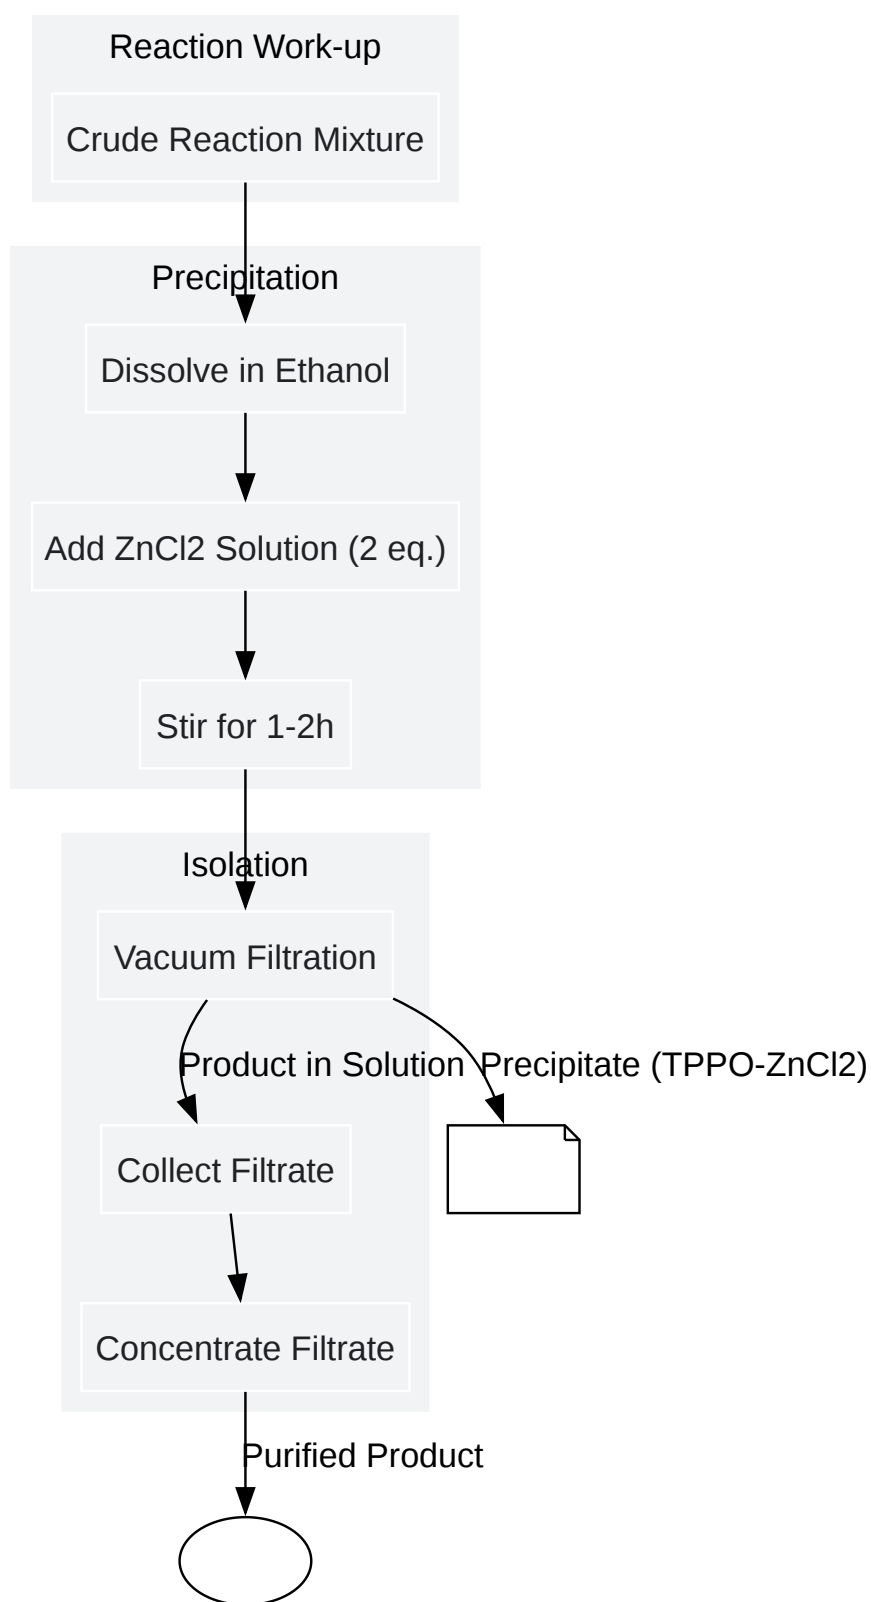 Reaction Work-up
Crude Reaction Mixture
Precipitation
Dissolve in Ethanol
Add ZnCl2 Solution (2 eq.)
Stir for 1-2h
Isolation
Vacuum Filtration
Product in Solution
Precipitate (TPPO-ZnCl2)
Collect Filtrate
Concentrate Filtrate
Purified Product